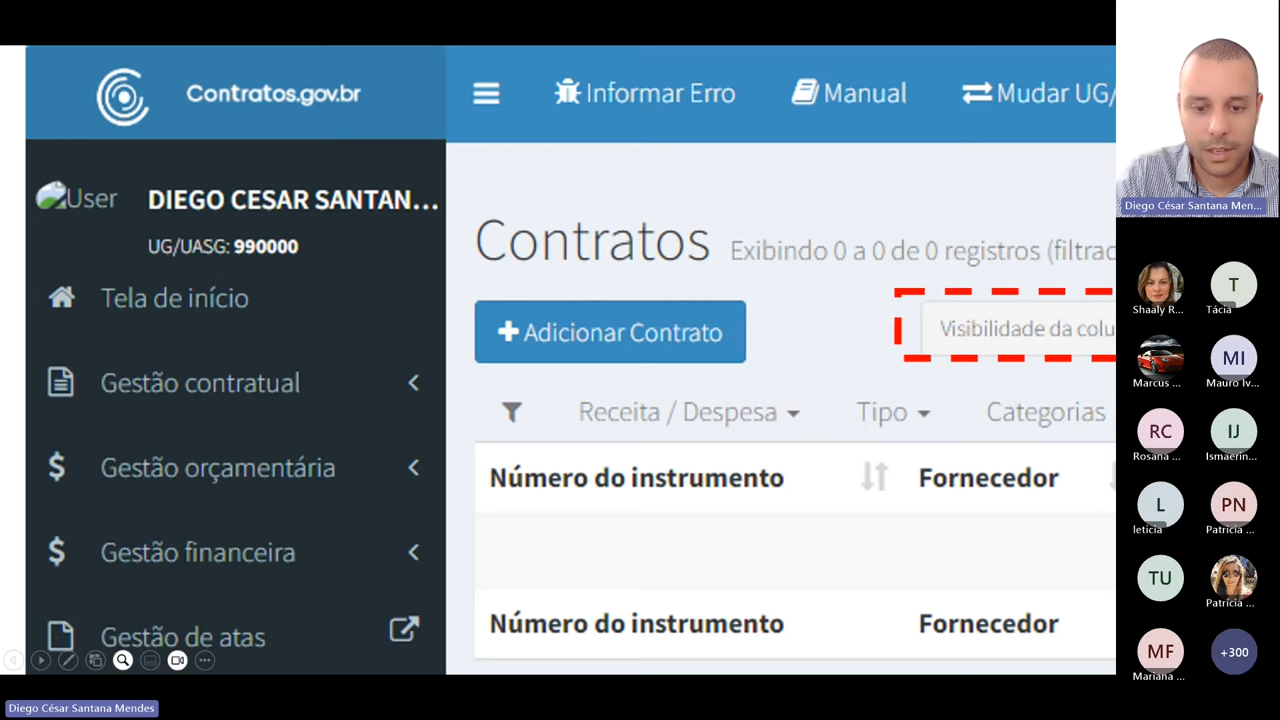 Contratos.gov.br
Informar Erro
Manual
Mudar UG/
User
DIEGO CESAR SANTAN...
UG/UASG: 990000
Tela de início
Gestão contratual
Gestão orçamentária
Gestão financeira
Gestão de atas
Contratos Exibindo 0 a 0 de 0 registros (filtrad
Adicionar Contrato
Visibilidade da colu
Receita / Despesa
Tipo
Categorias
Número do instrumento
Fornecedor
Número do instrumento
Fornecedor
Diego César Santana Men...
Shaaly R...
T
Tácia
Marcus ...
MI
Mauro Iv...
RC
Rosana ...
IJ
Ismaerin...
L
leticia
PN
Patricia ...
TU
Patrícia ...
MF
Mariana ...
+300
Diego César Santana Mendes